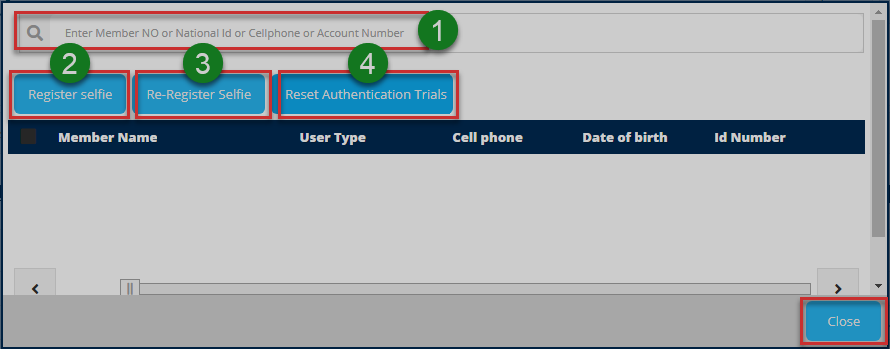 Enter Member NO or National Id or Cellphone or Account Number
1
2
3
4
Register selfie
Re-Register Selfie
Reset Authentication Trials
Member Name User Type Cell phone Date of birth Id Number
Close